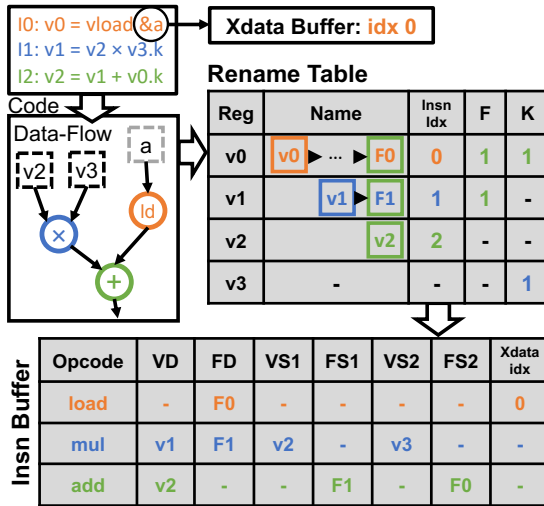 I0: v0 = vload &a
I1: v1 = v2 × v3.k
I2: v2 = v1 + v0.k
Xdata Buffer: idx 0
Code
Data-Flow
v2 v3 a
ld
×
+
Rename Table
Reg Name Insn Idx F K
v0 v0 ... F0 0 1 1
v1 v1 F1 1 1 -
v2 v2 2 - -
v3 - - - 1
Insn Buffer
Opcode VD FD VS1 FS1 VS2 FS2 Xdata idx
load - F0 - - - - 0
mul v1 F1 v2 - v3 - -
add v2 - - F1 - F0 -